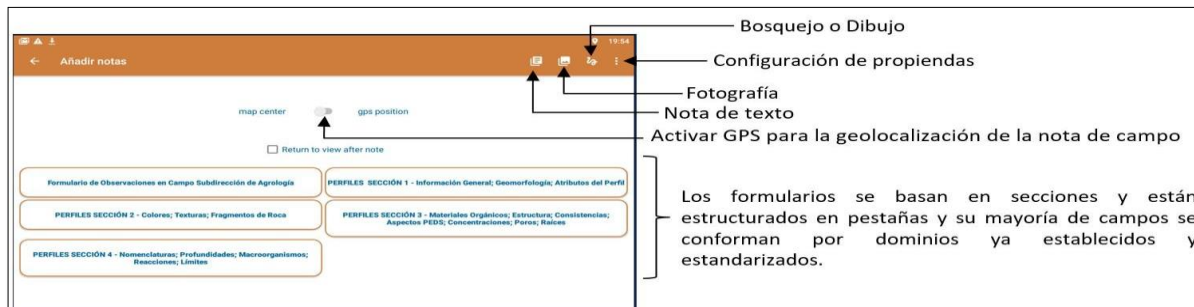 Bosquejo o Dibujo
19:54
Añadir notas
Configuración de propiendas
Fotografía
Nota de texto
map center
gps position
Activar GPS para la geolocalización de la nota de campo
Return to view after note
Formulario de Observaciones en Campo Subdirección de Agrología
PERFILES SECCIÓN 1 - Información General; Geomorfología; Atributos del Perfil
PERFILES SECCIÓN 2 - Colores; Texturas; Fragmentos de Roca
PERFILES SECCIÓN 3 - Materiales Orgánicos; Estructura; Consistencias;
Aspectos PEDS; Concentraciones; Poros; Raíces
PERFILES SECCIÓN 4 - Nomenclaturas; Profundidades; Macroorganismos;
Reacciones; Límites
Los formularios se basan en secciones y están
estructurados en pestañas y su mayoría de campos se
conforman por dominios ya establecidos y
estandarizados.